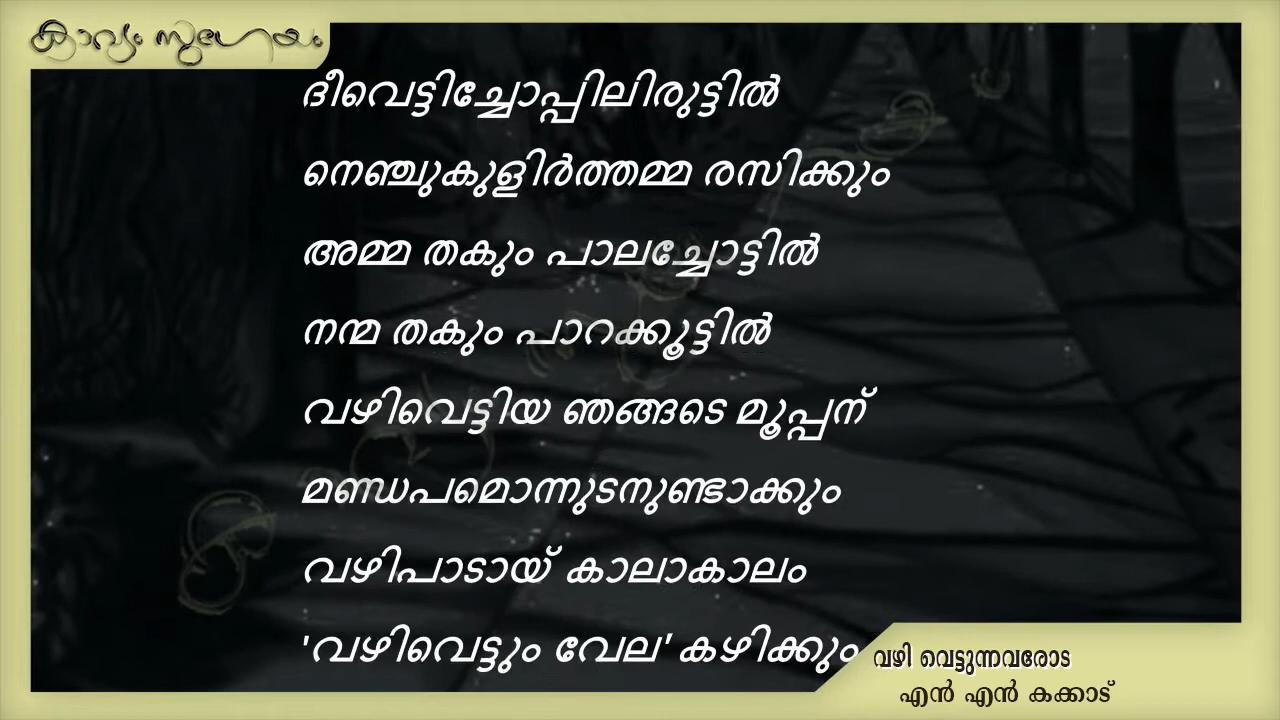 കാവ്യം സുഗേയം
ദീവെട്ടിച്ചോപ്പിലിരുട്ടിൽ
നെഞ്ചുകുളിർത്തമ്മ രസിക്കും
അമ്മ തകും പാലച്ചോട്ടിൽ
നന്മ തകും പാറക്കൂട്ടിൽ
വഴിവെട്ടിയ ഞങ്ങടെ മൂപ്പന്
മണ്ഡപമൊന്നുടനുണ്ടാക്കും
വഴിപാടായ് കാലാകാലം
'വഴിവെട്ടും വേല' കഴിക്കും
വഴി വെട്ടുന്നവരോട
എൻ എൻ കക്കാട്